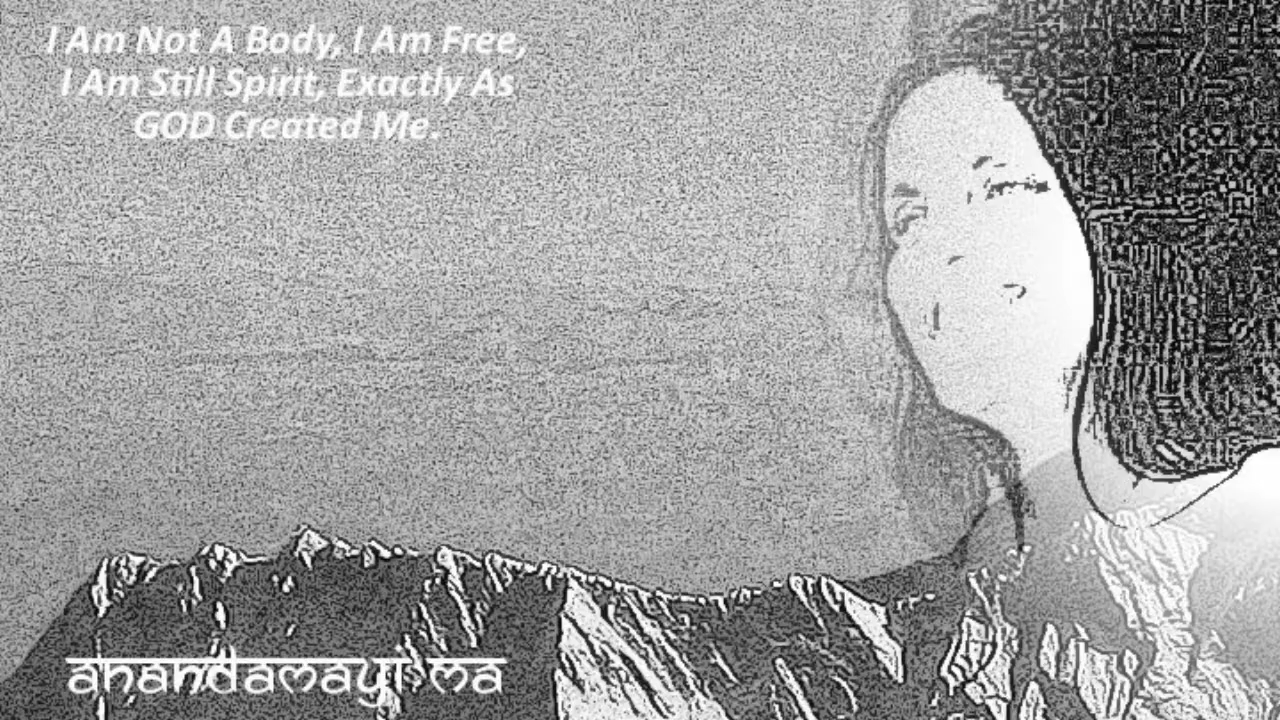 I Am Not A Body, I Am Free,
I Am Still Spirit, Exactly As
GOD Created Me.
anandamayi ma